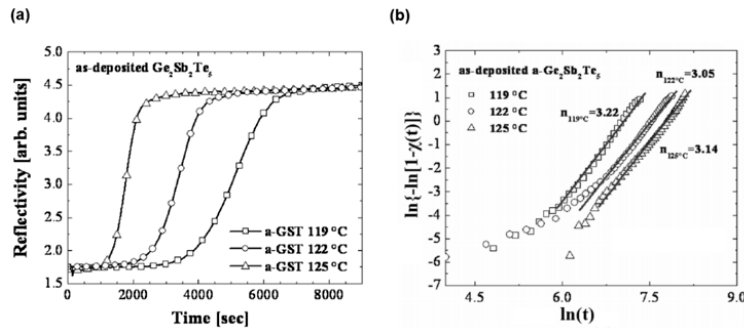 (a)
as-deposited Ge₂Sb₂Te₅
Reflectivity [arb. units]
5.0
4.5
4.0
3.5
3.0
2.5
2.0
1.5
a-GST 119 °C
a-GST 122 °C
a-GST 125 °C
0
2000
4000
6000
8000
Time [sec]
(b)
as-deposited a-Ge₂Sb₂Te₅
119 °C
122 °C
125 °C
n122°C=3.05
n119°C=3.22
n125°C=3.14
ln{-ln[1-χ(t)]}
3
2
1
0
-1
-2
-3
-4
-5
-6
-7
4.5
6.0
7.5
9.0
ln(t)